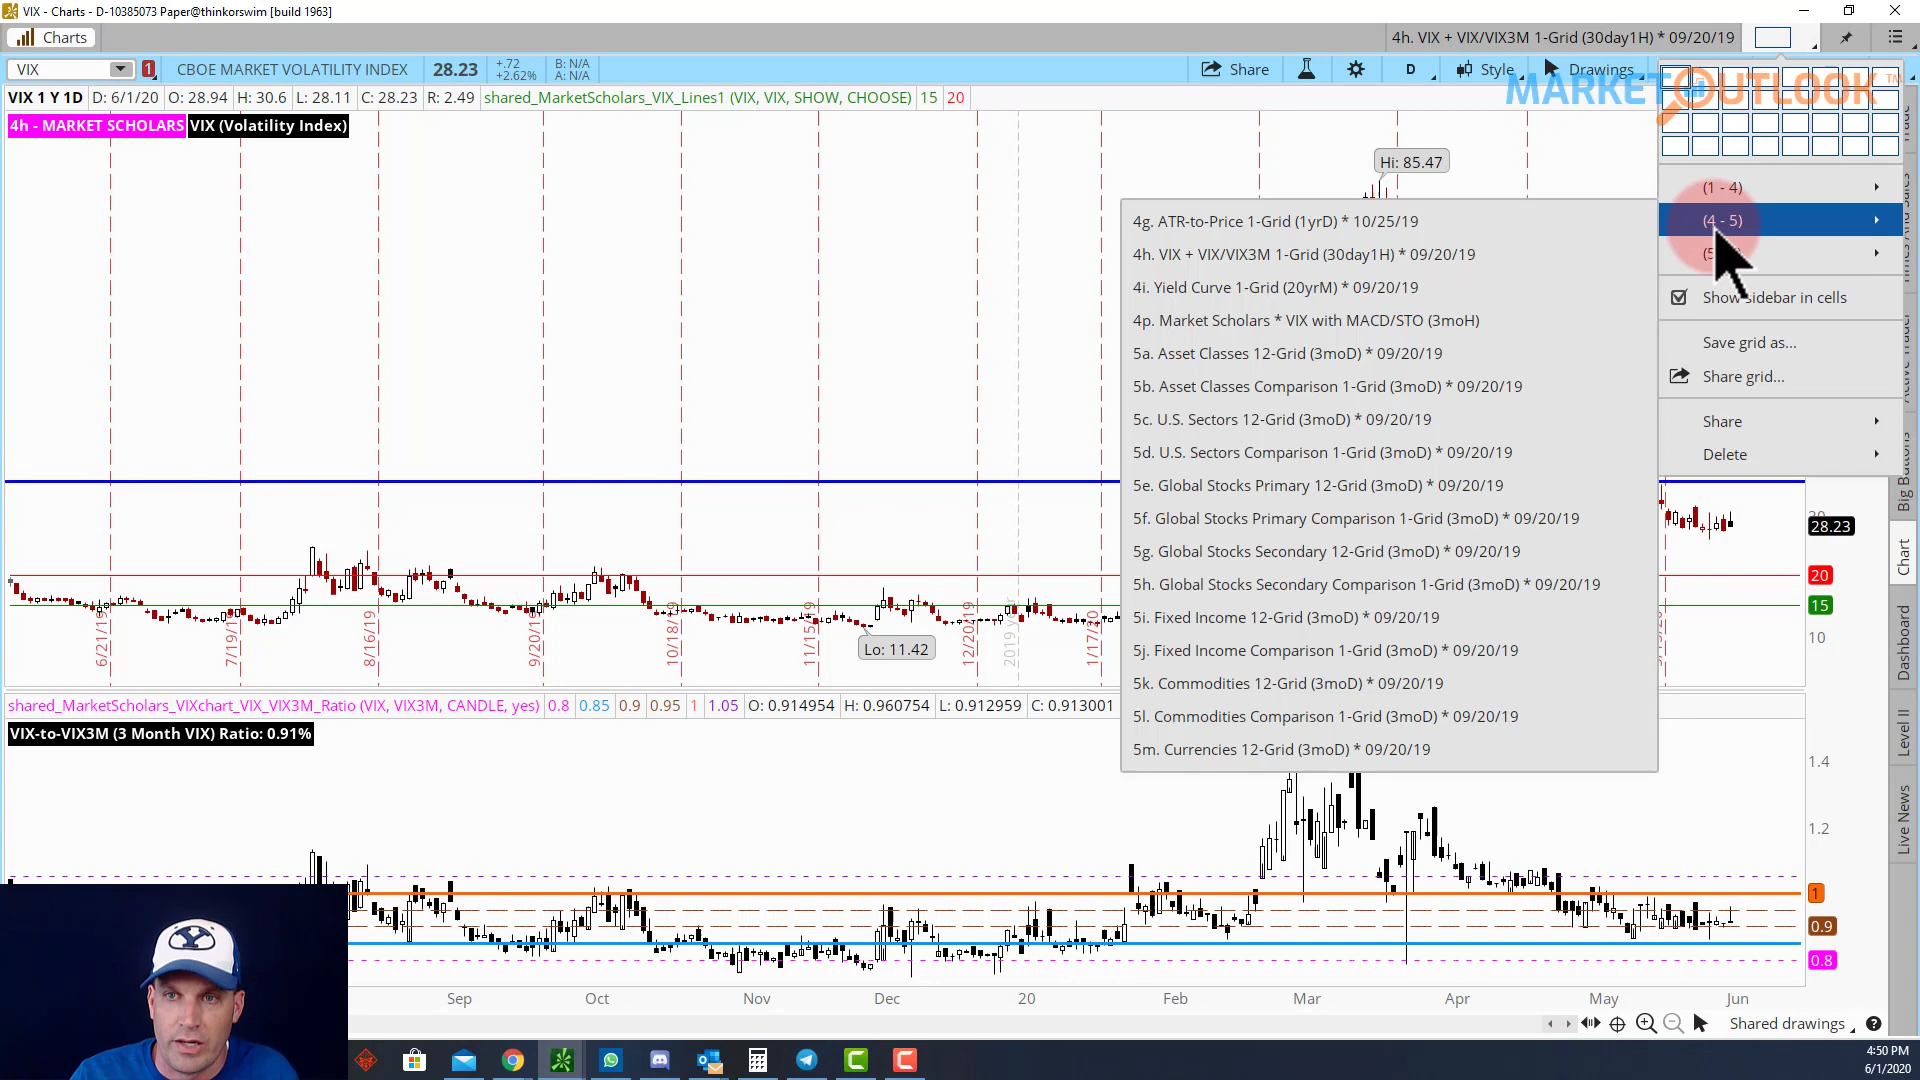 VIX - Charts - D-10385073 Paper@thinkorswim [build 1963]
Charts
4h. VIX + VIX/VIX3M 1-Grid (30day1H) * 09/20/19
VIX
1
CBOE MARKET VOLATILITY INDEX
28.23
+.72
+2.62%
B: N/A
A: N/A
Share
D
Style
Drawings
MARKET OUTLOOK TM
VIX 1 Y 1D
D: 6/1/20
O: 28.94
H: 30.6
L: 28.11
C: 28.23
R: 2.49
shared_MarketScholars_VIX_Lines1 (VIX, VIX, SHOW, CHOOSE)
15
20
4h - MARKET SCHOLARS
VIX (Volatility Index)
Hi: 85.47
(1 - 4)
(4 - 5)
(5
Show sidebar in cells
Save grid as...
Share grid...
Share
Delete
4g. ATR-to-Price 1-Grid (1yrD) * 10/25/19
4h. VIX + VIX/VIX3M 1-Grid (30day1H) * 09/20/19
4i. Yield Curve 1-Grid (20yrM) * 09/20/19
4p. Market Scholars * VIX with MACD/STO (3moH)
5a. Asset Classes 12-Grid (3moD) * 09/20/19
5b. Asset Classes Comparison 1-Grid (3moD) * 09/20/19
5c. U.S. Sectors 12-Grid (3moD) * 09/20/19
5d. U.S. Sectors Comparison 1-Grid (3moD) * 09/20/19
5e. Global Stocks Primary 12-Grid (3moD) * 09/20/19
5f. Global Stocks Primary Comparison 1-Grid (3moD) * 09/20/19
5g. Global Stocks Secondary 12-Grid (3moD) * 09/20/19
5h. Global Stocks Secondary Comparison 1-Grid (3moD) * 09/20/19
5i. Fixed Income 12-Grid (3moD) * 09/20/19
5j. Fixed Income Comparison 1-Grid (3moD) * 09/20/19
5k. Commodities 12-Grid (3moD) * 09/20/19
5l. Commodities Comparison 1-Grid (3moD) * 09/20/19
5m. Currencies 12-Grid (3moD) * 09/20/19
28.23
20
15
10
Lo: 11.42
6/21/19
7/19/19
8/16/19
9/20/19
10/18/19
11/15/19
12/20/19
2019 year
1/17/20
Big Buttons
Chart
Dashboard
Level II
Live News
shared_MarketScholars_VIXchart_VIX_VIX3M_Ratio (VIX, VIX3M, CANDLE, yes)
0.8
0.85
0.9
0.95
1
1.05
O: 0.914954
H: 0.960754
L: 0.912959
C: 0.913001
VIX-to-VIX3M (3 Month VIX) Ratio: 0.91%
1.4
1.2
1
0.9
0.8
Sep
Oct
Nov
Dec
20
Feb
Mar
Apr
May
Jun
Shared drawings
4:50 PM
6/1/2020